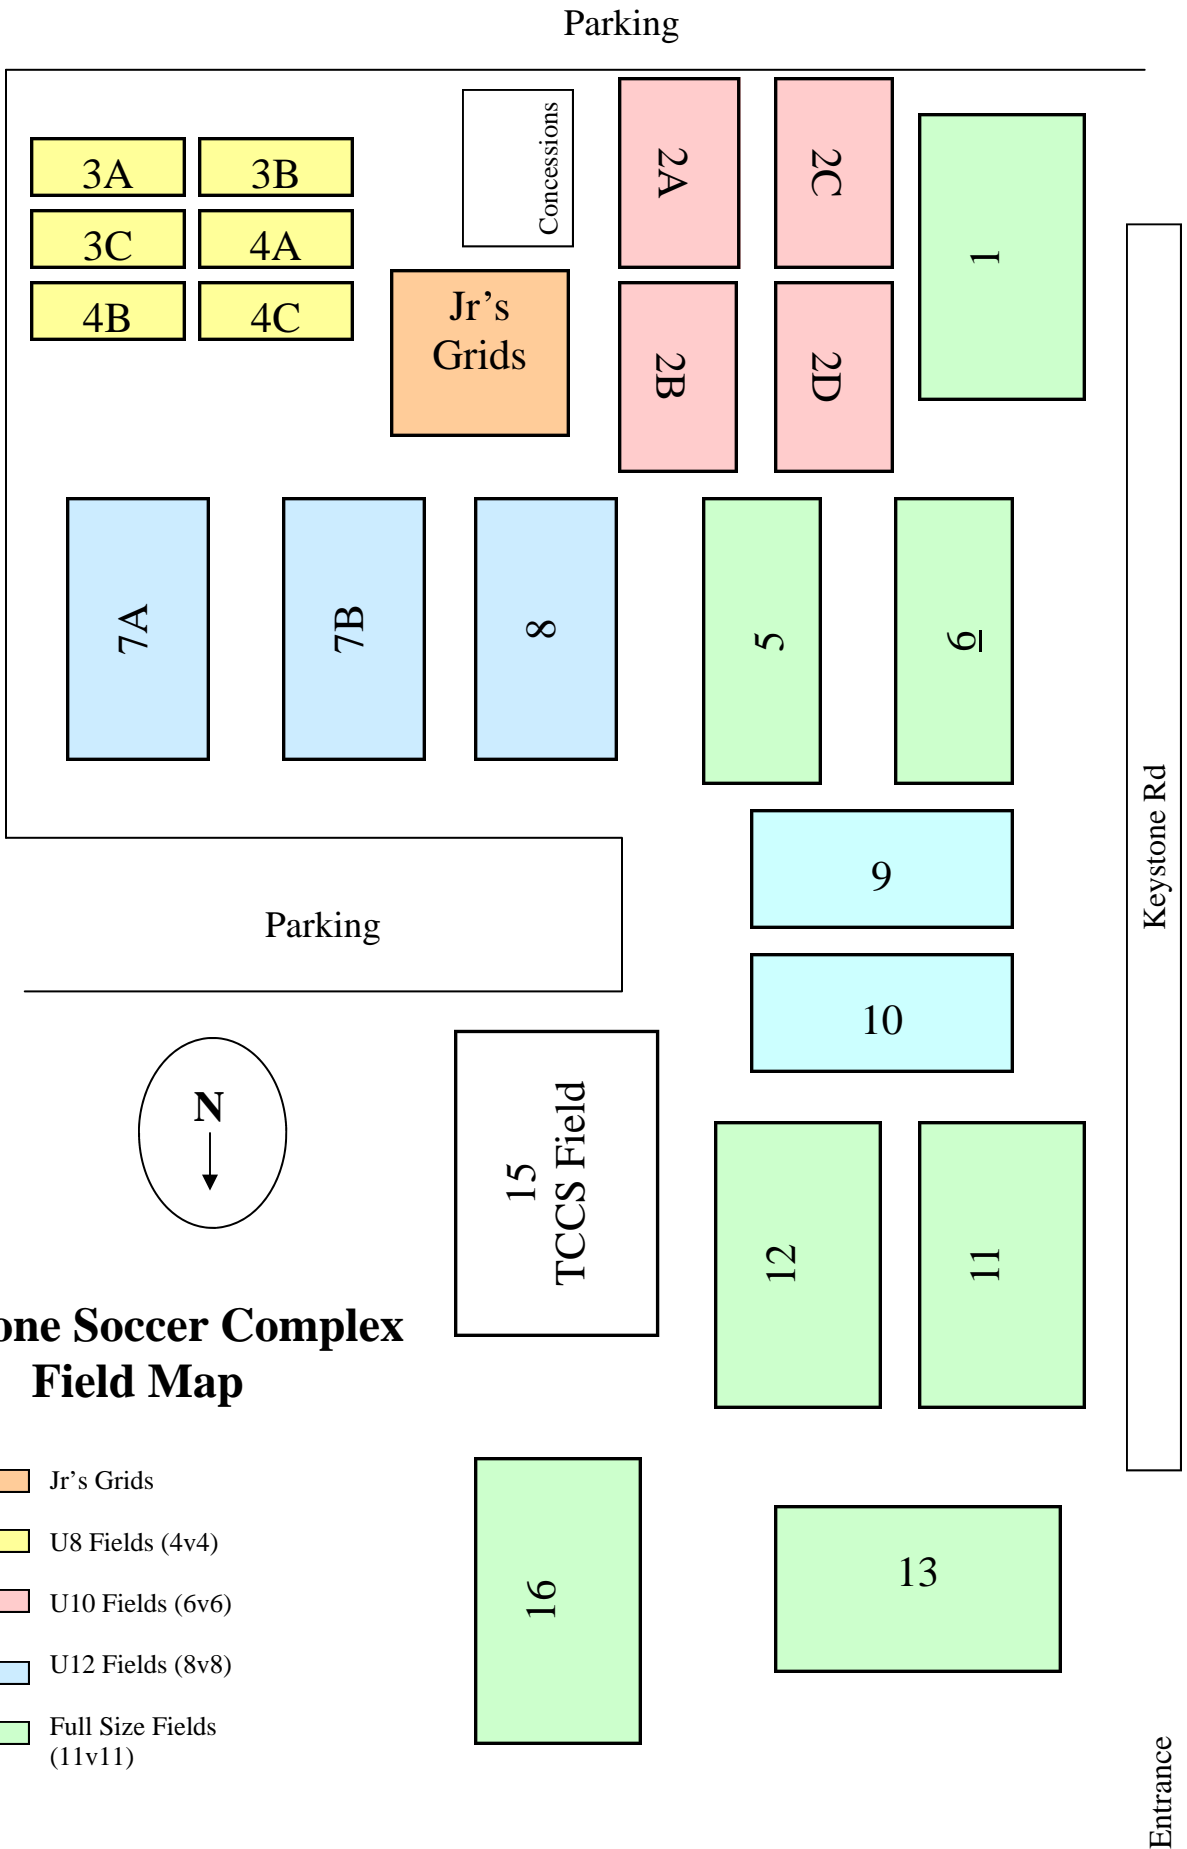 Parking
Concessions
2A
2C
1
3A
3B
3C
4A
4B
4C
Jr's
Grids
2B
2D
7A
7B
8
5
6
Keystone Rd
9
Parking
10
N
15
TCCS Field
12
11
one Soccer Complex
Field Map
Jr's Grids
U8 Fields (4v4)
U10 Fields (6v6)
U12 Fields (8v8)
Full Size Fields
(11v11)
16
13
Entrance